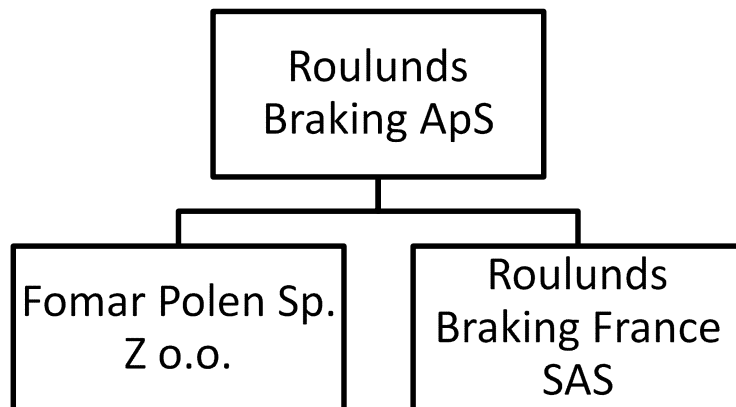 Roulunds
Braking ApS
Fomar Polen Sp.
Z o.o.
Roulunds
Braking France
SAS